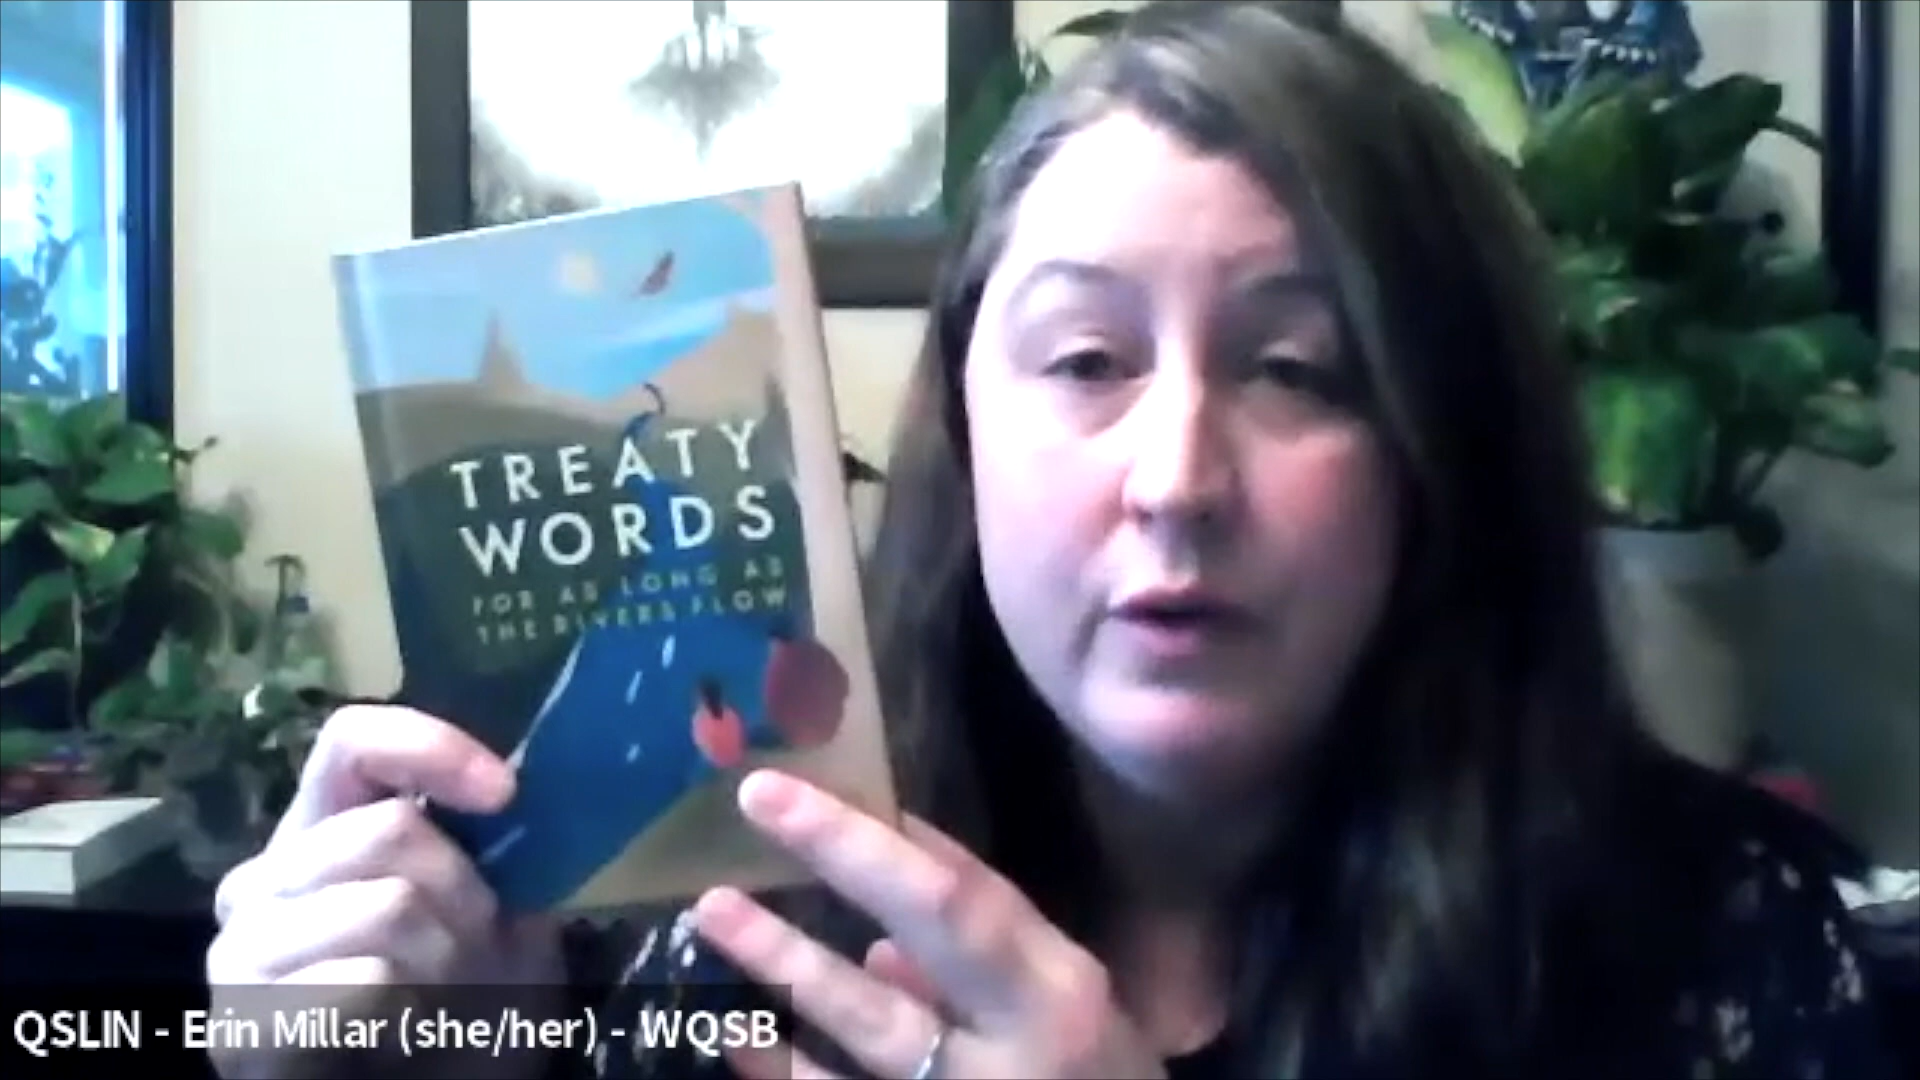 TREATY
WORDS
FOR AS LONG AS
THE RIVERS FLOW
QSLIN - Erin Millar (she/her) - WQSB